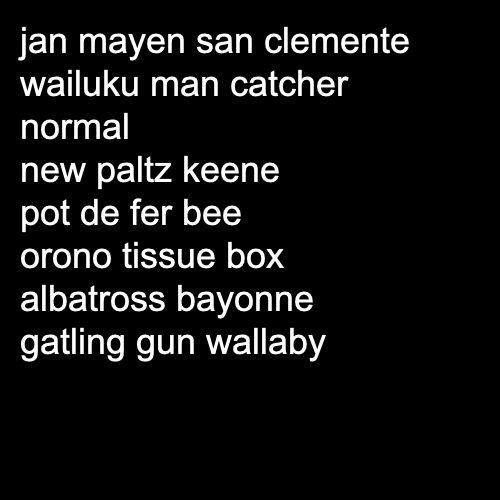 jan mayen san clemente
wailuku man catcher
normal
new paltz keene
pot de fer bee
orono tissue box
albatross bayonne
gatling gun wallaby